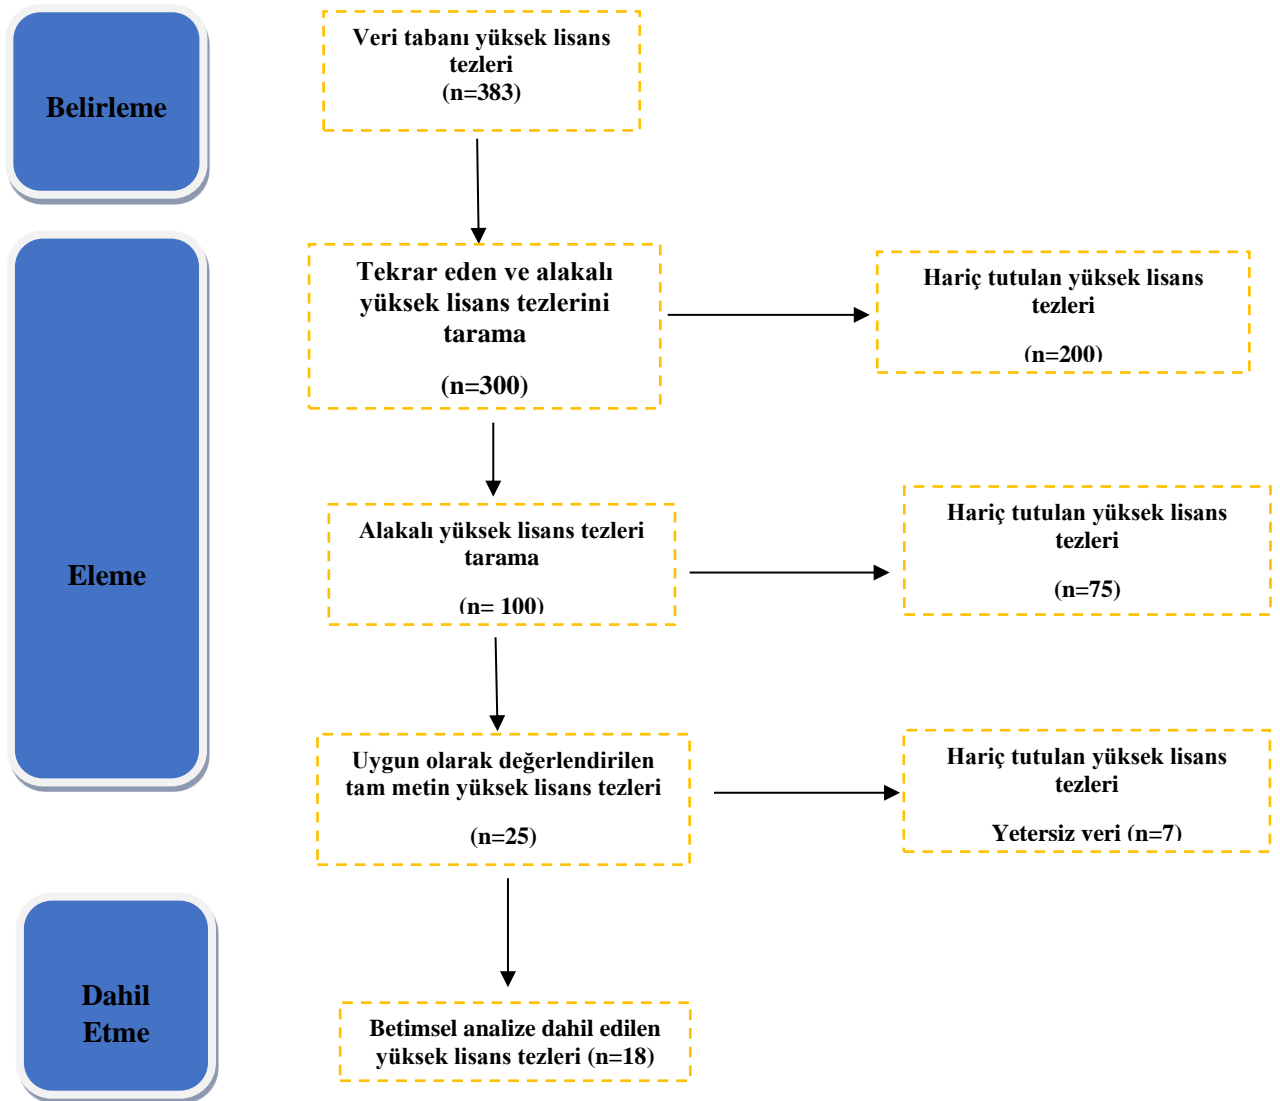 Belirleme
Veri tabanı yüksek lisans
tezleri
(n=383)
Eleme
Tekrar eden ve alakalı
yüksek lisans tezlerini
tarama
(n=300)
Hariç tutulan yüksek lisans
tezleri
(n=200)
Alakalı yüksek lisans tezleri
tarama
(n= 100)
Hariç tutulan yüksek lisans
tezleri
(n=75)
Uygun olarak değerlendirilen
tam metin yüksek lisans tezleri
(n=25)
Hariç tutulan yüksek lisans
tezleri
Yetersiz veri (n=7)
Dahil
Etme
Betimsel analize dahil edilen
yüksek lisans tezleri (n=18)